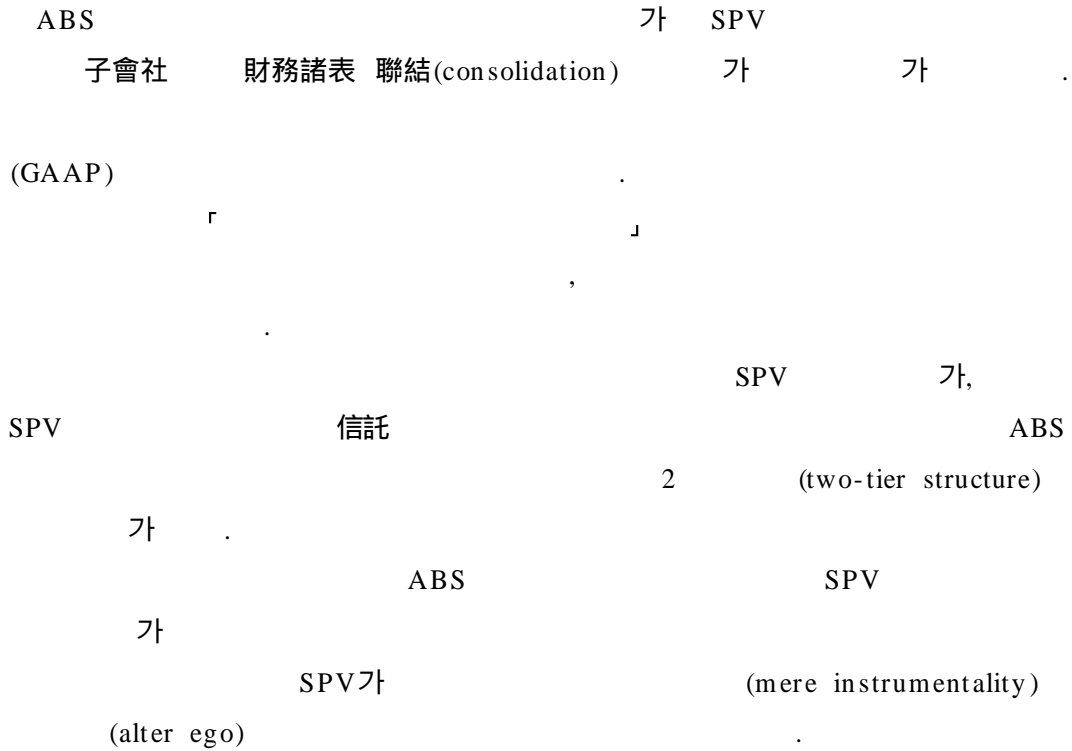 ABS 가 SPV
子會社 財務諸表 聯結(consolidation) 가 가 .
(GAAP) .
「 」
,
.
SPV 가,
SPV 信託 ABS
2 (two-tier structure)
가 .
ABS SPV
가
SPV가 (mere instrumentality)
(alter ego) .